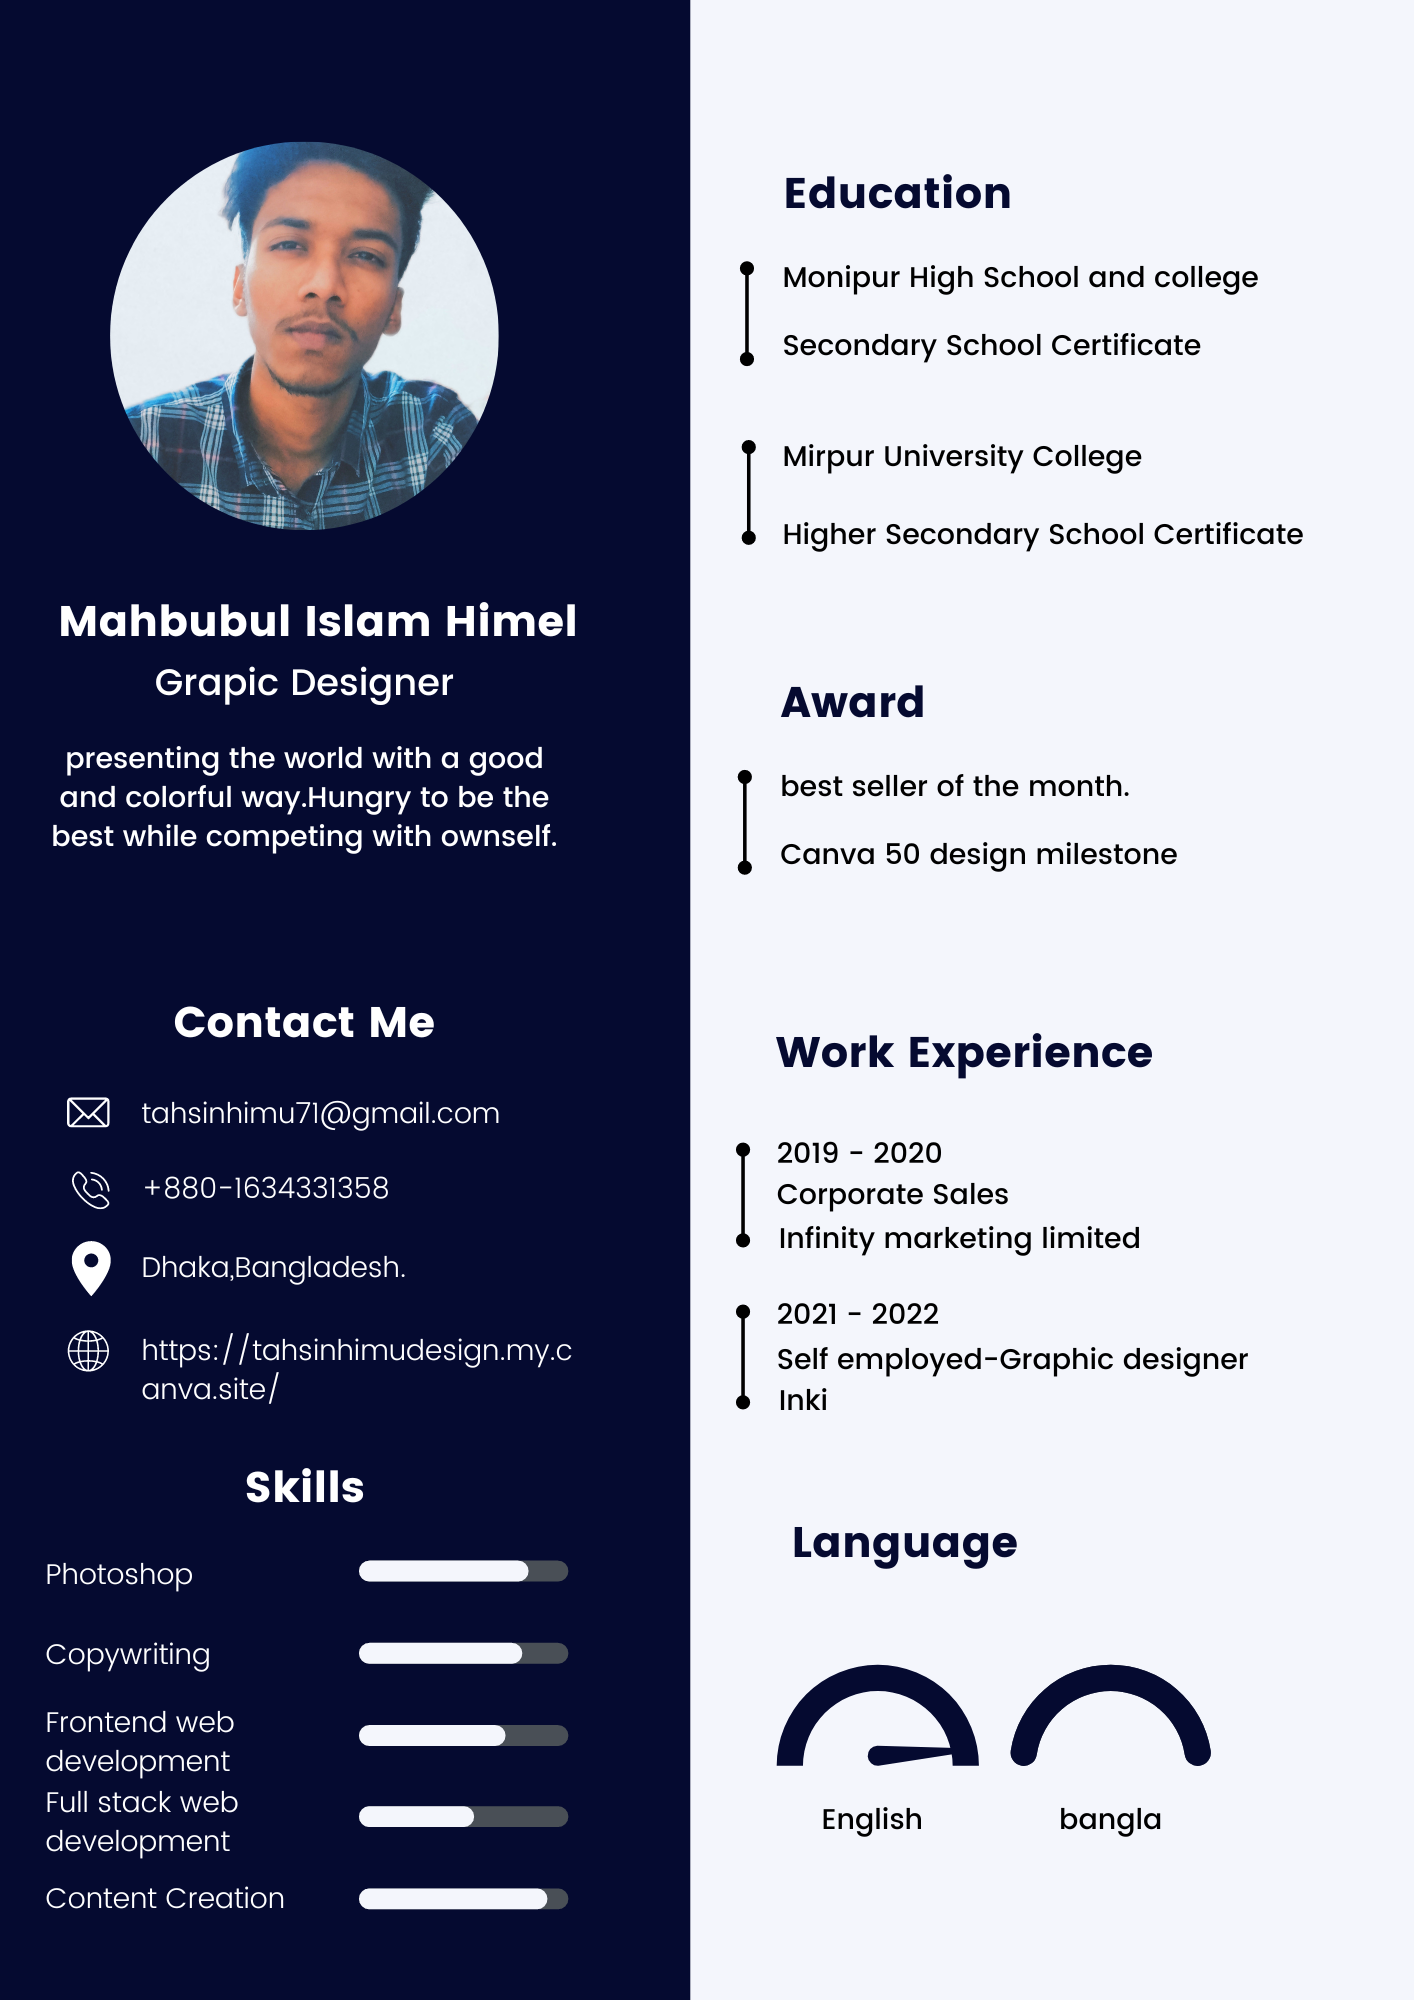 Mahbubul Islam Himel
Grapic Designer
presenting the world with a good
and colorful way.Hungry to be the
best while competing with ownself.
Contact Me
tahsinhimu71@gmail.com
+880-1634331358
Dhaka,Bangladesh.
https://tahsinhimudesign.my.c
anva.site/
Skills
Photoshop
Copywriting
Frontend web
development
Full stack web
development
Content Creation
Education
Monipur High School and college
Secondary School Certificate
Mirpur University College
Higher Secondary School Certificate
Award
best seller of the month.
Canva 50 design milestone
Work Experience
2019 - 2020
Corporate Sales
Infinity marketing limited
2021 - 2022
Self employed-Graphic designer
Inki
Language
English
bangla